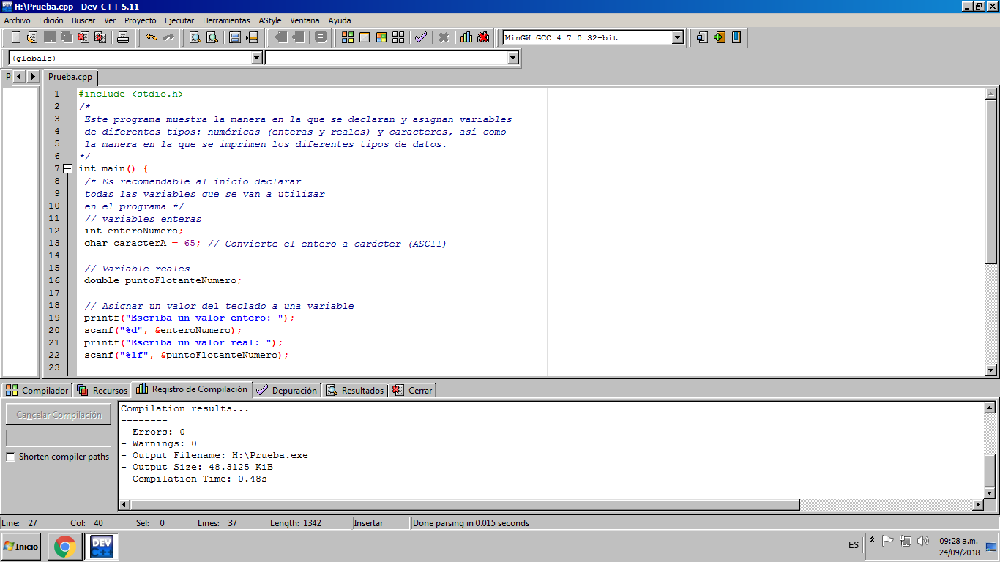 H:\Prueba.cpp - Dev-C++ 5.11
Archivo Edición Buscar Ver Proyecto Ejecutar Herramientas AStyle Ventana Ayuda
MinGW GCC 4.7.0 32-bit
(globals)
Prueba.cpp
1 #include <stdio.h>
2 /*
3 Este programa muestra la manera en la que se declaran y asignan variables
4 de diferentes tipos: numéricas (enteras y reales) y caracteres, así como
5 la manera en la que se imprimen los diferentes tipos de datos.
6 */
7 int main() {
8 /* Es recomendable al inicio declarar
9 todas las variables que se van a utilizar
10 en el programa */
11 // variables enteras
12 int enteroNumero;
13 char caracterA = 65; // Convierte el entero a carácter (ASCII)
14
15 // Variable reales
16 double puntoFlotanteNumero;
17
18 // Asignar un valor del teclado a una variable
19 printf("Escriba un valor entero: ");
20 scanf("%d", &enteroNumero);
21 printf("Escriba un valor real: ");
22 scanf("%lf", &puntoFlotanteNumero);
23
Compilador Recursos Registro de Compilación Depuración Resultados Cerrar
Cancelar Compilación
Shorten compiler paths
Compilation results...
--------
- Errors: 0
- Warnings: 0
- Output Filename: H:\Prueba.exe
- Output Size: 48.3125 KiB
- Compilation Time: 0.48s
Line: 27 Col: 40 Sel: 0 Lines: 37 Length: 1342 Insertar Done parsing in 0.015 seconds
Inicio
DEV C++
ES
09:28 a.m.
24/09/2018